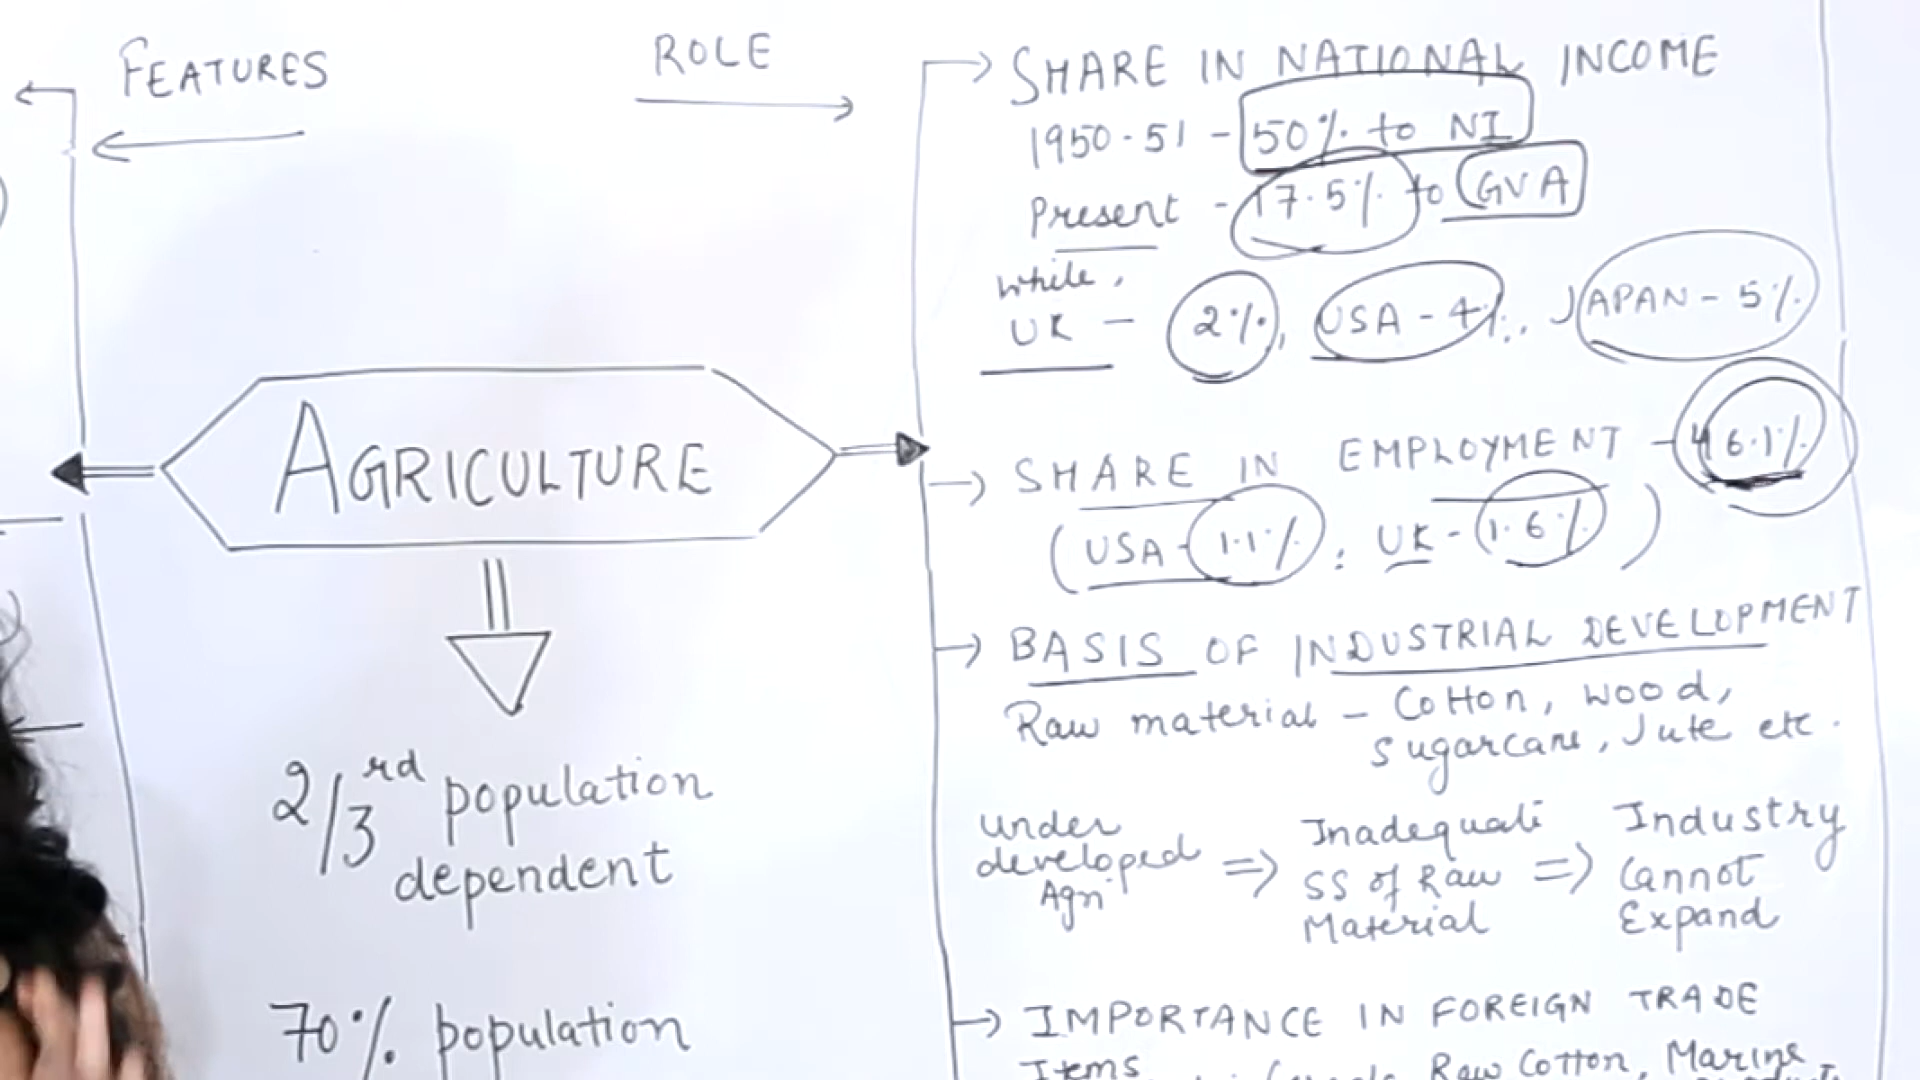 FEATURES
ROLE
AGRICULTURE
2/3rd population
dependent
70% population
SHARE IN NATIONAL INCOME
1950-51 - 50% to NI
Present - 17.5% to GVA
while,
UK - 2%, USA - 4%, JAPAN - 5%
SHARE IN EMPLOYMENT - 46.1%
(USA - 1.1%, UK - 1.6%)
BASIS OF INDUSTRIAL DEVELOPMENT
Raw material - Cotton, wood,
Sugarcane, Jute etc.
under
developed
Agri
⇒
Inadequate
SS of Raw
Material
⇒
Industry
Cannot
Expand
IMPORTANCE IN FOREIGN TRADE
Items
Raw Cotton, Marine